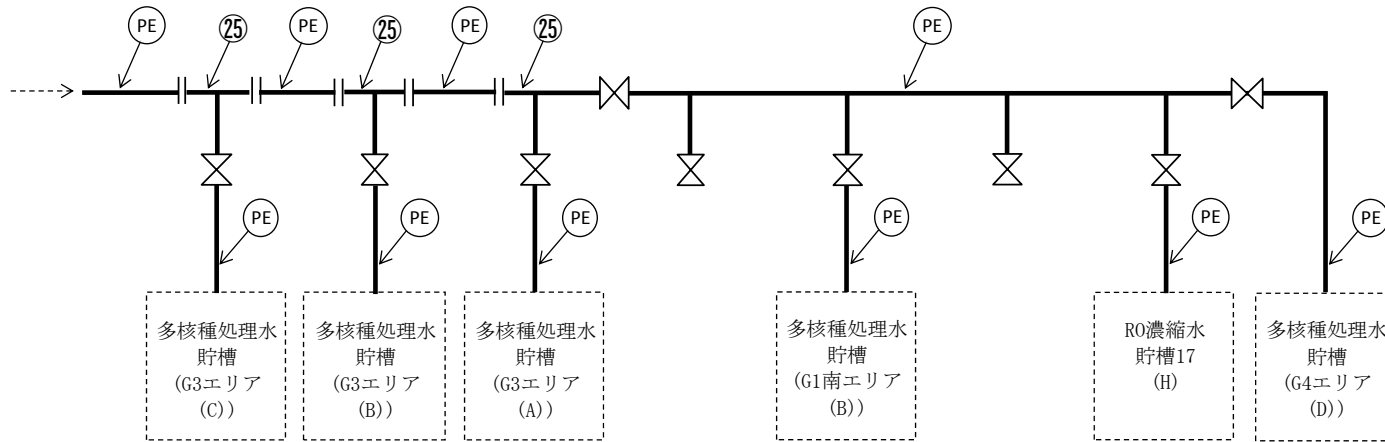 PE
㉕
PE
㉕
PE
㉕
PE
PE
PE
PE
PE
PE
PE
多核種処理水
貯槽
(G3エリア
(C))
多核種処理水
貯槽
(G3エリア
(B))
多核種処理水
貯槽
(G3エリア
(A))
多核種処理水
貯槽
(G1南エリア
(B))
RO濃縮水
貯槽17
(H)
多核種処理水
貯槽
(G4エリア
(D))